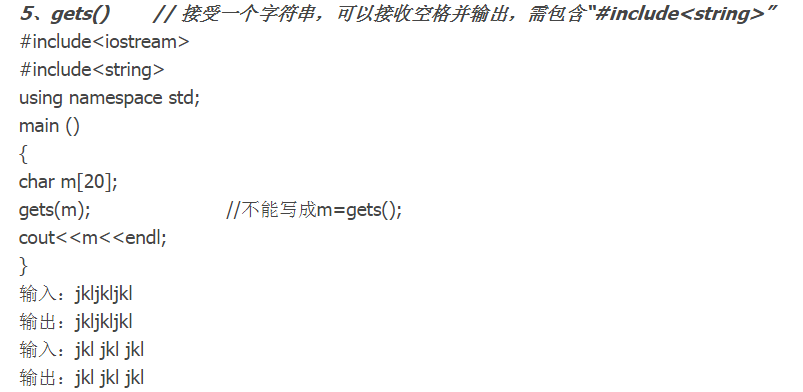 5、gets()　　// 接受一个字符串，可以接收空格并输出，需包含“#include<string>”
#include<iostream>
#include<string>
using namespace std;
main ()
{
char m[20];
gets(m);　　　　　　　//不能写成m=gets();
cout<<m<<endl;
}
输入：jkljkljkl
输出：jkljkljkl
输入：jkl jkl jkl
输出：jkl jkl jkl